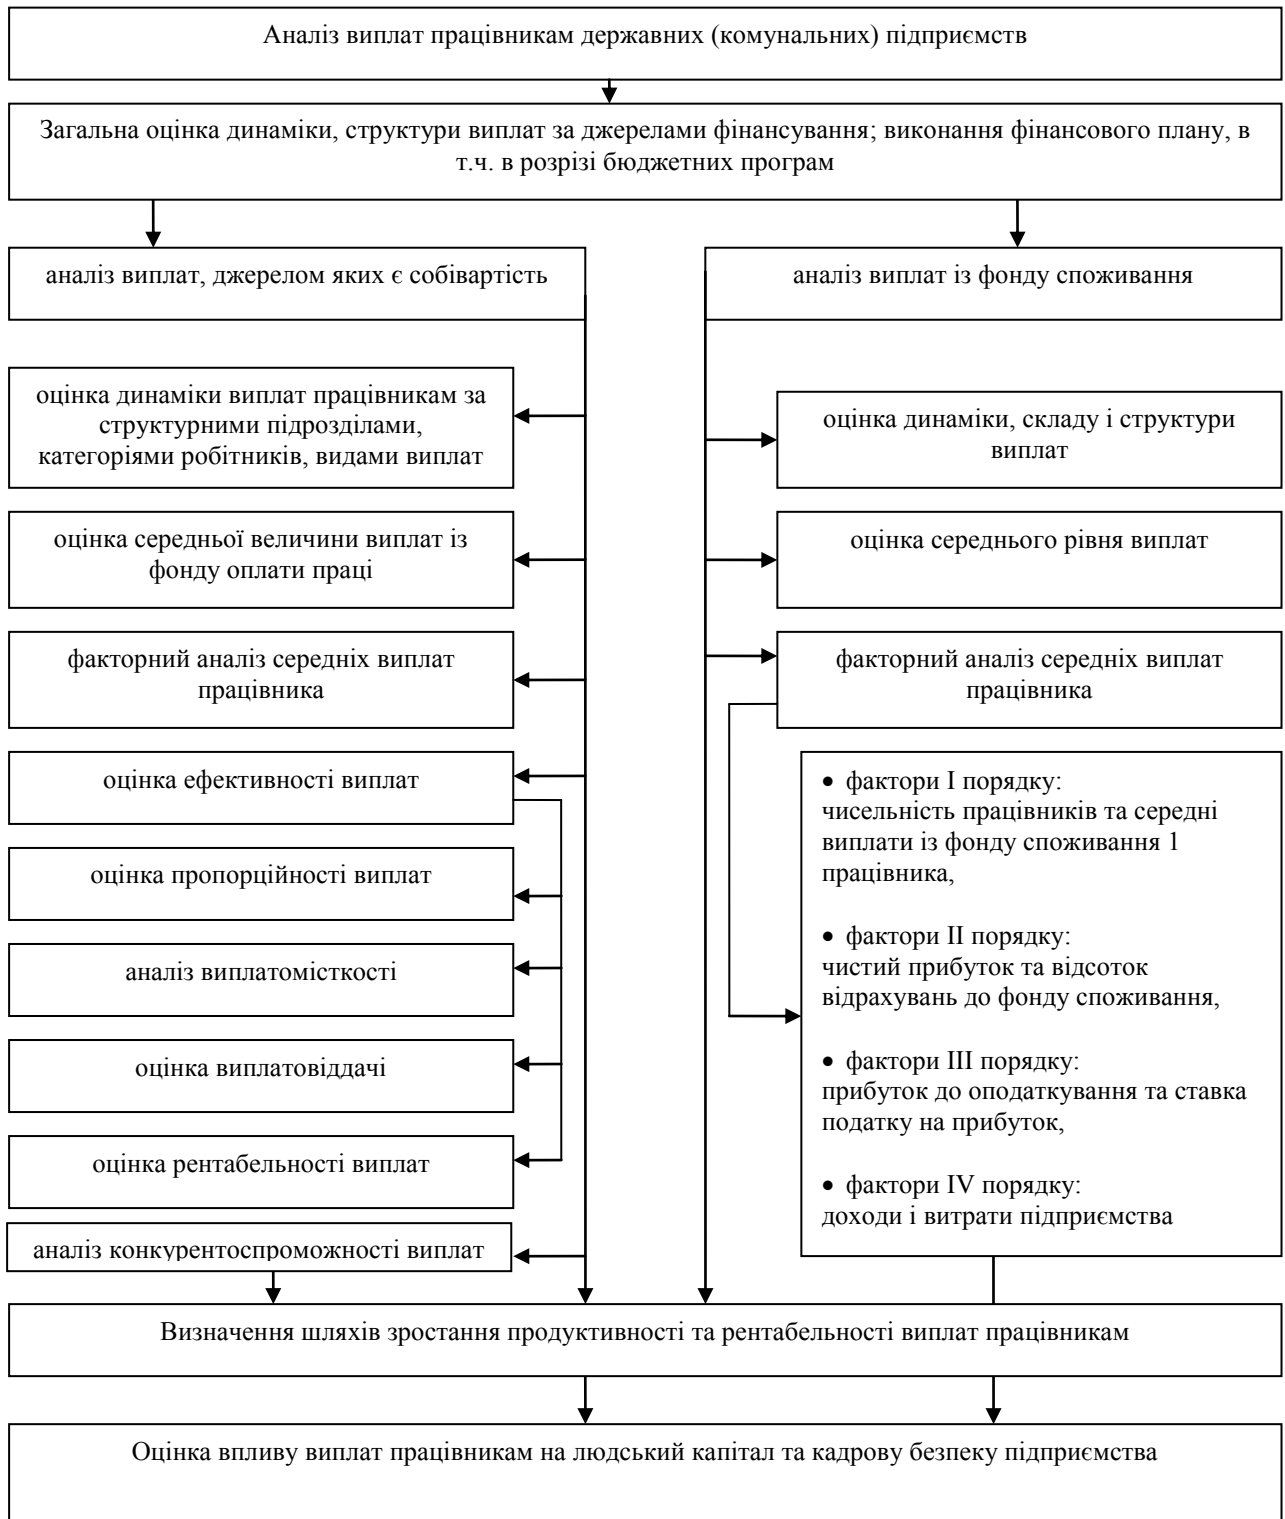 Аналіз виплат працівникам державних (комунальних) підприємств
Загальна оцінка динаміки, структури виплат за джерелами фінансування; виконання фінансового плану, в
т.ч. в розрізі бюджетних програм
аналіз виплат, джерелом яких є собівартість
оцінка динаміки виплат працівникам за
структурними підрозділами,
категоріями робітників, видами виплат
оцінка середньої величини виплат із
фонду оплати праці
факторний аналіз середніх виплат
працівника
оцінка ефективності виплат
оцінка пропорційності виплат
аналіз виплатомісткості
оцінка виплатовіддачі
оцінка рентабельності виплат
аналіз конкурентоспроможності виплат
аналіз виплат із фонду споживання
оцінка динаміки, складу і структури
виплат
оцінка середнього рівня виплат
факторний аналіз середніх виплат
працівника
• фактори І порядку:
чисельність працівників та середні
виплати із фонду споживання 1
працівника,
• фактори ІІ порядку:
чистий прибуток та відсоток
відрахувань до фонду споживання,
• фактори ІІІ порядку:
прибуток до оподаткування та ставка
податку на прибуток,
• фактори IV порядку:
доходи і витрати підприємства
Визначення шляхів зростання продуктивності та рентабельності виплат працівникам
Оцінка впливу виплат працівникам на людський капітал та кадрову безпеку підприємства